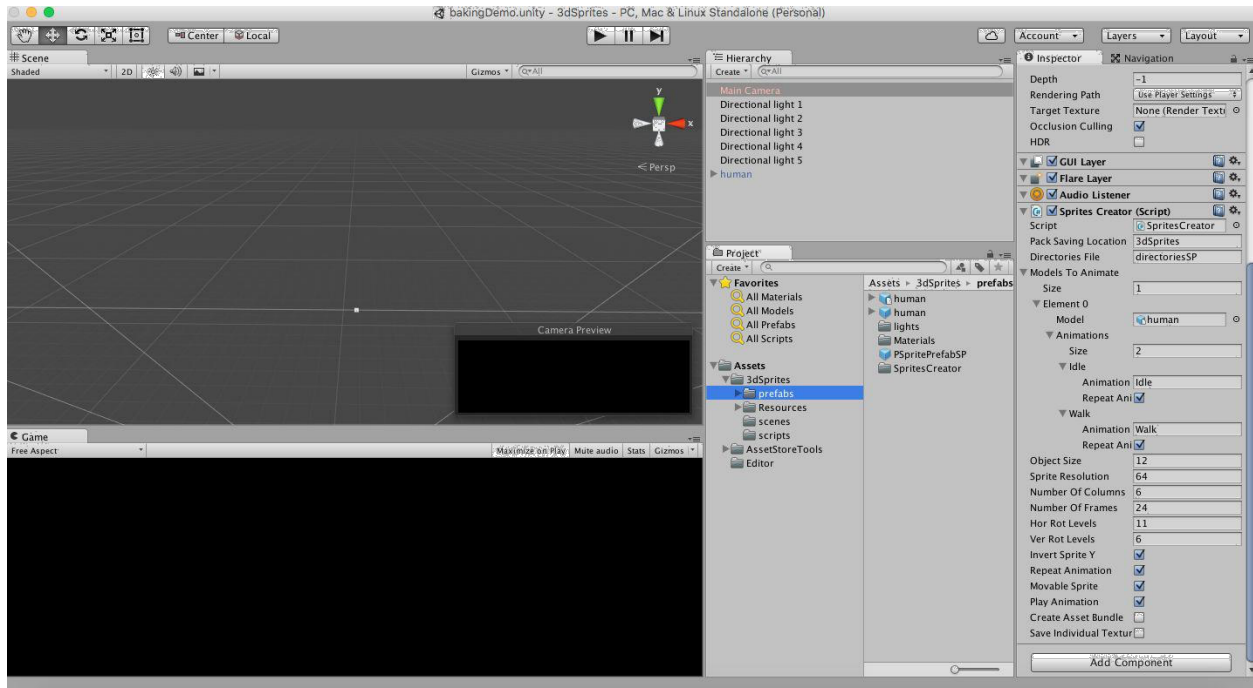 bakingDemo.unity - 3dSprites - PC, Mac & Linux Standalone (Personal)
Center Local Account Layers Layout
Scene
Shaded 2D Gizmos All
y
x
Persp
Camera Preview
Game
Free Aspect Maximize on Play Mute audio Stats Gizmos
Hierarchy
Create All
Main Camera
Directional light 1
Directional light 2
Directional light 3
Directional light 4
Directional light 5
human
Project
Create
Favorites
All Materials
All Models
All Prefabs
All Scripts
Assets
3dSprites
prefabs
Resources
scenes
scripts
AssetStoreTools
Editor
Assets ▸ 3dSprites ▸ prefabs
human
human
lights
Materials
PSpritePrefabSP
SpritesCreator
Inspector Navigation
Depth -1
Rendering Path Use Player Settings
Target Texture None (Render Text
Occlusion Culling
HDR
GUI Layer
Flare Layer
Audio Listener
Sprites Creator (Script)
Script SpritesCreator
Pack Saving Location 3dSprites
Directories File directoriesSP
Models To Animate
Size 1
Element 0
Model human
Animations
Size 2
Idle
Animation Idle
Repeat Ani
Walk
Animation Walk
Repeat Ani
Object Size 12
Sprite Resolution 64
Number Of Columns 6
Number Of Frames 24
Hor Rot Levels 11
Ver Rot Levels 6
Invert Sprite Y
Repeat Animation
Movable Sprite
Play Animation
Create Asset Bundle
Save Individual Textur
Add Component